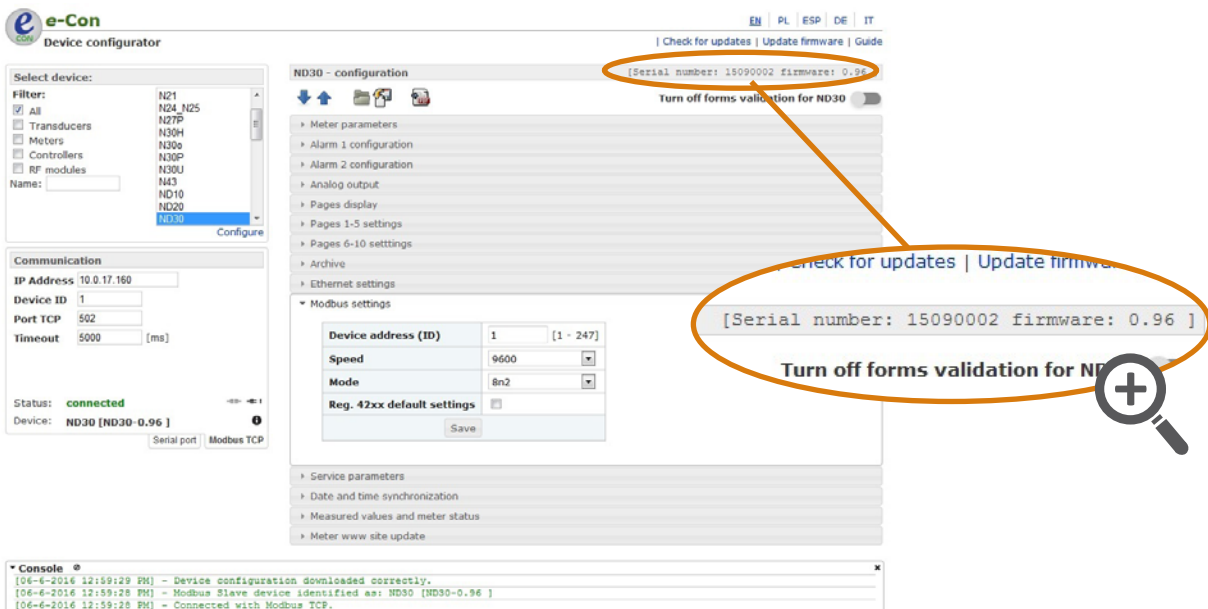 e-Con
Device configurator
EN | PL | ESP | DE | IT
| Check for updates | Update firmware | Guide
Select device:
Filter:
All
Transducers
Meters
Controllers
RF modules
Name:
N21
N24_N25
N27P
N30H
N30o
N30P
N30U
N43
ND10
ND20
ND30
Configure
Communication
IP Address 10.0.17.160
Device ID 1
Port TCP 502
Timeout 5000 [ms]
Status: connected
Device: ND30 [ND30-0.96 ]
Serial port Modbus TCP
ND30 - configuration
[Serial number: 15090002 firmware: 0.96 ]
Turn off forms validation for ND30
Meter parameters
Alarm 1 configuration
Alarm 2 configuration
Analog output
Pages display
Pages 1-5 settings
Pages 6-10 setttings
Archive
Ethernet settings
Modbus settings
Device address (ID) 1 [1 - 247]
Speed 9600
Mode 8n2
Reg. 42xx default settings
Save
Service parameters
Date and time synchronization
Measured values and meter status
Meter www site update
Check for updates | Update firmwa
[Serial number: 15090002 firmware: 0.96 ]
Turn off forms validation for ND
Console
[06-6-2016 12:59:29 PM] - Device configuration downloaded correctly.
[06-6-2016 12:59:28 PM] - Modbus Slave device identified as: ND30 [ND30-0.96 ]
[06-6-2016 12:59:28 PM] - Connected with Modbus TCP.